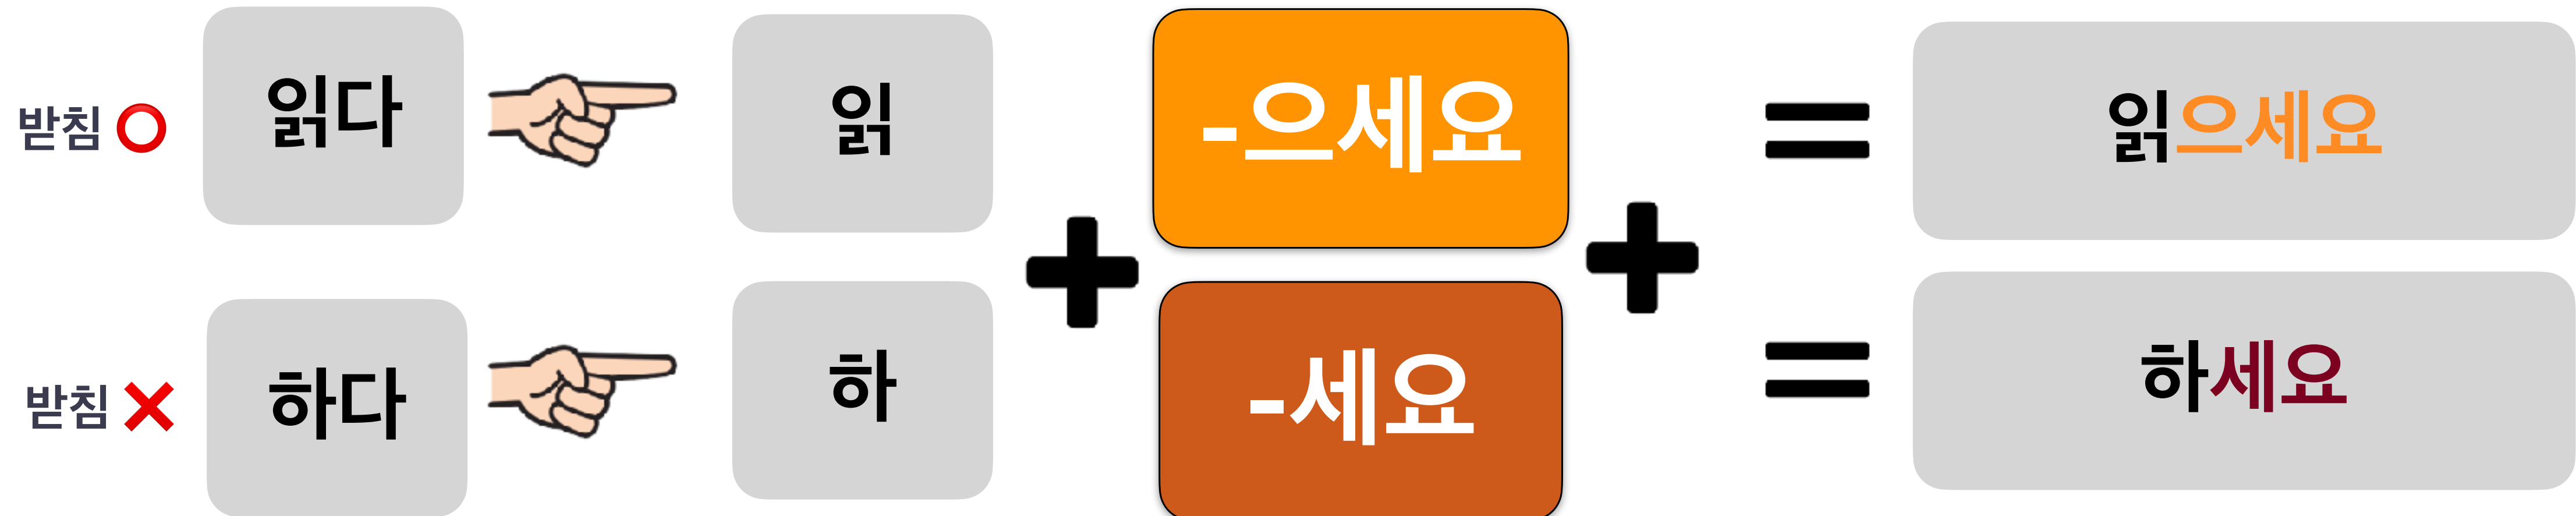 받침 ⭕ 읽다 읽 -으세요 = 읽으세요
+ +
받침 ❌ 하다 하 -세요 = 하세요